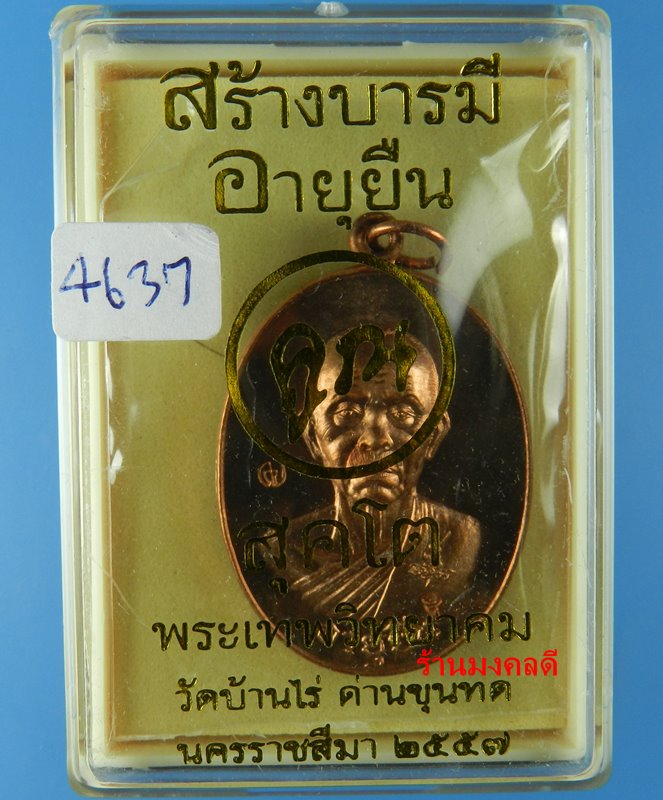 สร้างบารมี
อายุยืน
4637
คูณ
สุคโต
พระเทพวิทยาคม
ร้านมงคลดี
วัดบ้านไร่ ด่านขุนทด
นครราชสีมา ๒๕๕๗